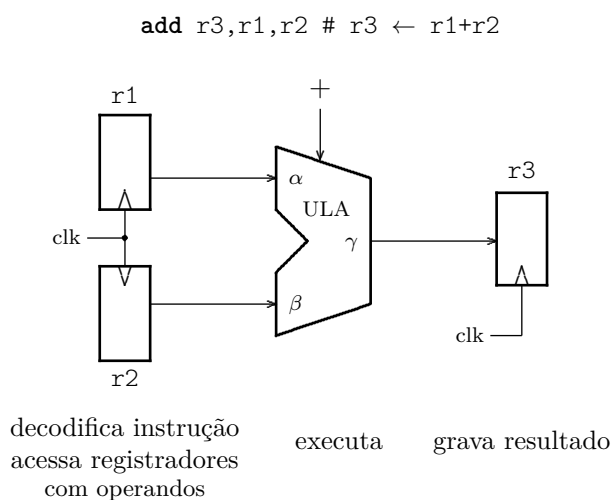 add r3,r1,r2 # r3 ← r1+r2
+
r1
r3
α
ULA
clk
γ
β
clk
r2
decodifica instrução
acessa registradores
com operandos
executa
grava resultado